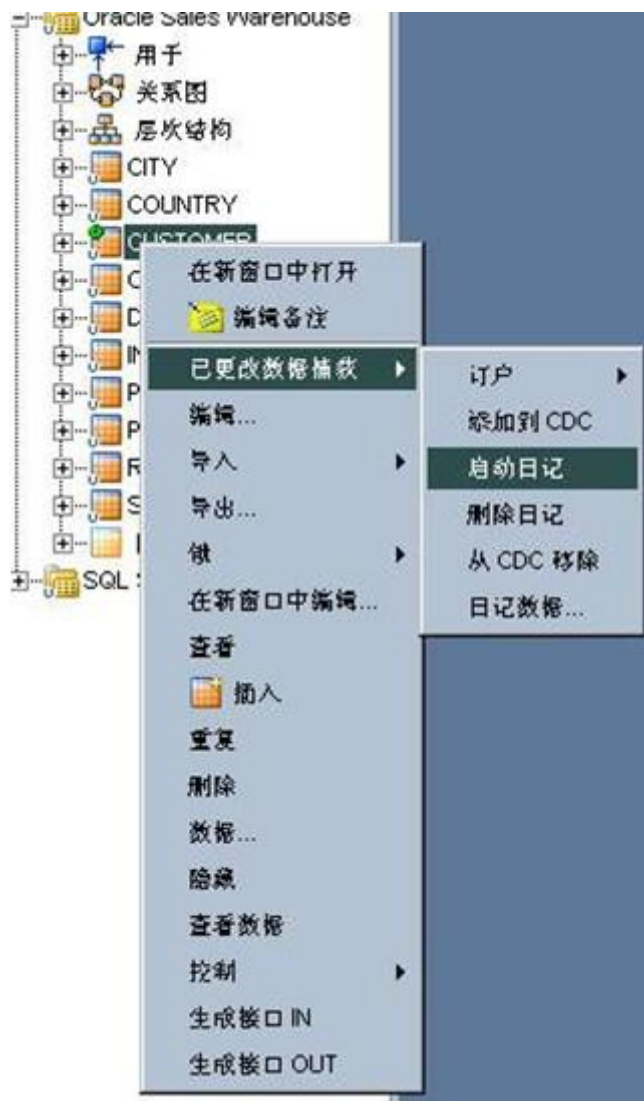 Oracle Sales Warehouse
用于
关系图
层次结构
CITY
COUNTRY
CUSTOMER
在新窗口中打开
编辑备注
已更改数据捕获
编辑...
导入
导出...
锁
在新窗口中编辑...
查看
插入
重复
删除
数据...
隐藏
查看数据
控制
生成接口 IN
生成接口 OUT
订户
添加到 CDC
启动日记
删除日记
从 CDC 移除
日记数据...
C
D
IN
P
P
R
S
SQL